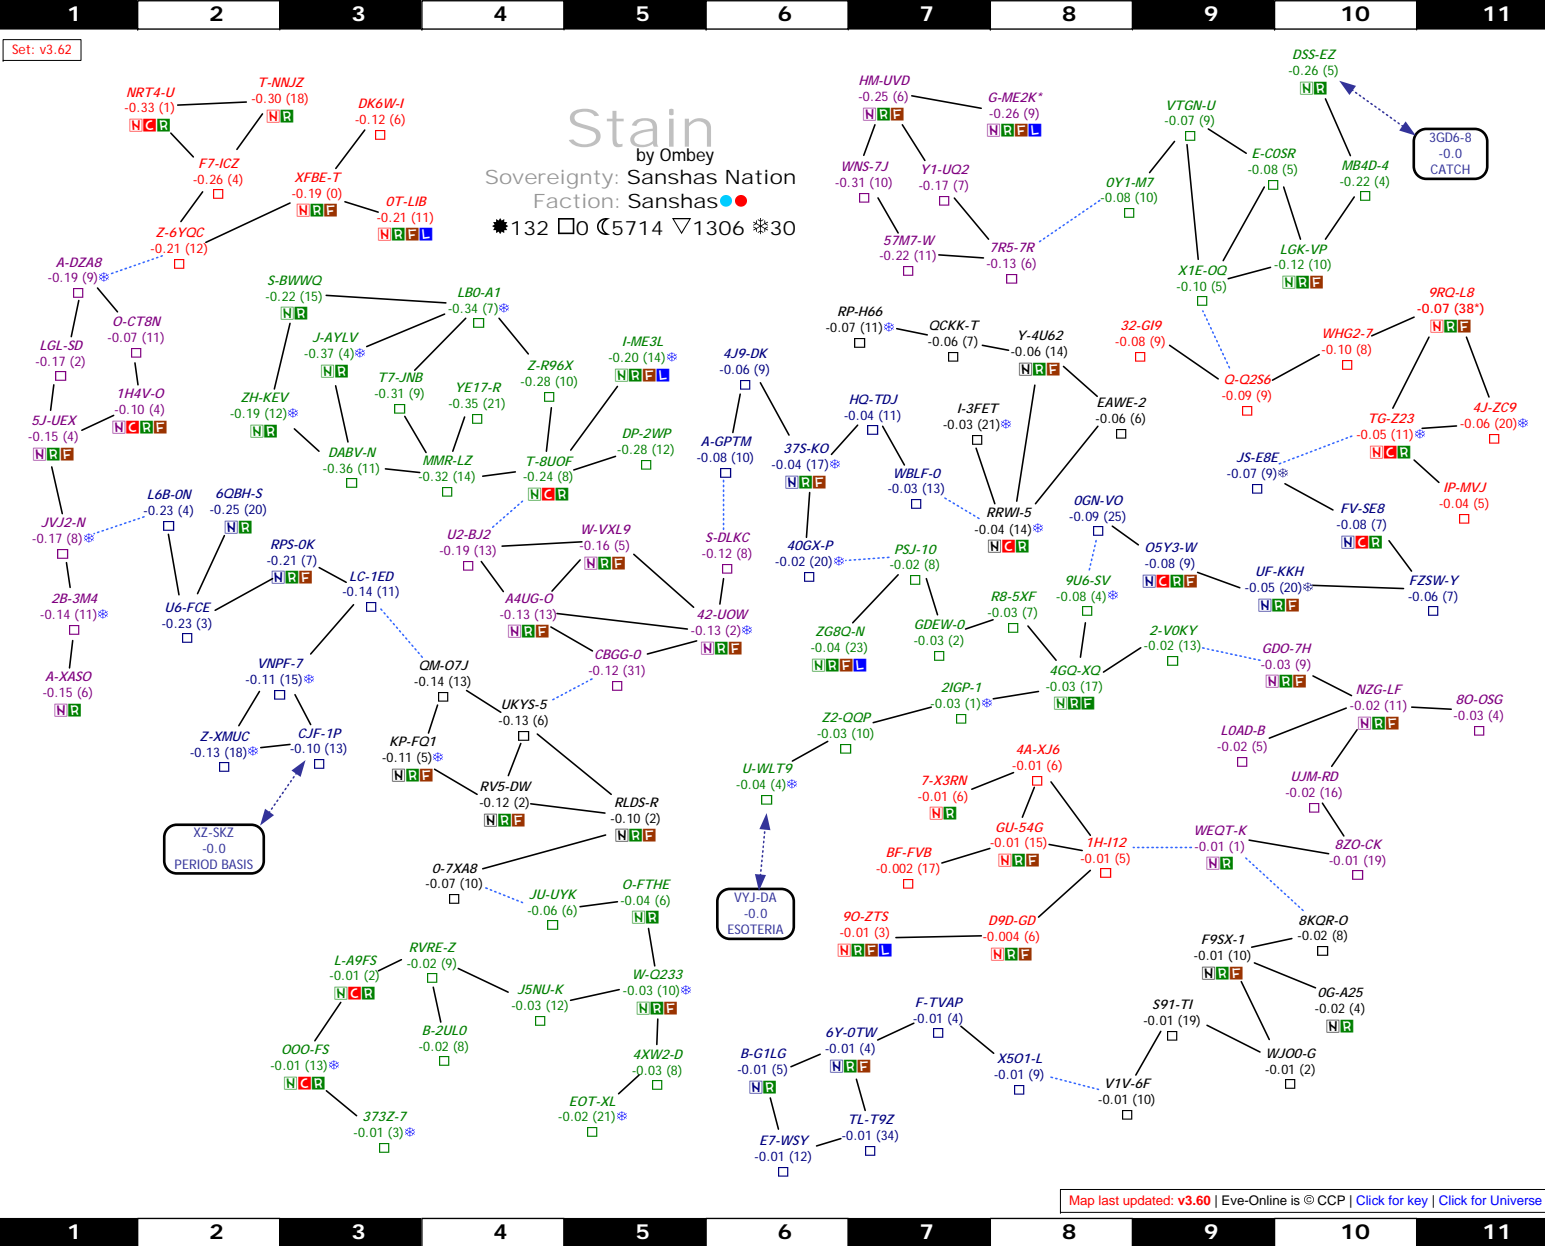 1 2 3 4 5 6 7 8 9 10 11
Set: v3.62
Stain
by Ombey
Sovereignty: Sanshas Nation
Faction: Sanshas
132 0 5714 1306 30
NRT4-U
-0.33 (1)
N C R
T-NNJZ
-0.30 (18)
N R
DK6W-I
-0.12 (6)
F7-ICZ
-0.26 (4)
XFBE-T
-0.19 (0)
N R F
0T-LIB
-0.21 (11)
N R F L
Z-6YQC
-0.21 (12)
A-DZA8
-0.19 (9)
O-CT8N
-0.07 (11)
LGL-SD
-0.17 (2)
1H4V-O
-0.10 (4)
N C R F
5J-UEX
-0.15 (4)
N R F
JVJ2-N
-0.17 (8)
2B-3M4
-0.14 (11)
A-XASO
-0.15 (6)
N R
S-BWWQ
-0.22 (15)
N R
LB0-A1
-0.34 (7)
J-AYLV
-0.37 (4)
N R
T7-JNB
-0.31 (9)
YE17-R
-0.35 (21)
Z-R96X
-0.28 (10)
I-ME3L
-0.20 (14)
N R F L
ZH-KEV
-0.19 (12)
N R
DABV-N
-0.36 (11)
MMR-LZ
-0.32 (14)
T-8UOF
-0.24 (8)
N C R
DP-2WP
-0.28 (12)
L6B-0N
-0.23 (4)
6QBH-S
-0.25 (20)
N R
RPS-0K
-0.21 (7)
N R F
LC-1ED
-0.14 (11)
U6-FCE
-0.23 (3)
VNPF-7
-0.11 (15)
Z-XMUC
-0.13 (18)
CJF-1P
-0.10 (13)
XZ-SKZ
-0.0
PERIOD BASIS
U2-BJ2
-0.19 (13)
W-VXL9
-0.16 (5)
N R F
S-DLKC
-0.12 (8)
A4UG-O
-0.13 (13)
N R F
42-UOW
-0.13 (2)
N R F
CBGG-0
-0.12 (31)
QM-O7J
-0.14 (13)
UKYS-5
-0.13 (6)
KP-FQ1
-0.11 (5)
N R F
RV5-DW
-0.12 (2)
N R F
RLDS-R
-0.10 (2)
N R F
0-7XA8
-0.07 (10)
JU-UYK
-0.06 (6)
O-FTHE
-0.04 (6)
N R
L-A9FS
-0.01 (2)
N C R
RVRE-Z
-0.02 (9)
J5NU-K
-0.03 (12)
W-Q233
-0.03 (10)
N R F
B-2UL0
-0.02 (8)
OOO-FS
-0.01 (13)
N C R
4XW2-D
-0.03 (8)
EOT-XL
-0.02 (21)
373Z-7
-0.01 (3)
HM-UVD
-0.25 (6)
N R F
G-ME2K*
-0.26 (9)
N R F L
WNS-7J
-0.31 (10)
Y1-UQ2
-0.17 (7)
57M7-W
-0.22 (11)
7R5-7R
-0.13 (6)
DSS-EZ
-0.26 (5)
N R
3GD6-8
-0.0
CATCH
VTGN-U
-0.07 (9)
E-C0SR
-0.08 (5)
MB4D-4
-0.22 (4)
0Y1-M7
-0.08 (10)
LGK-VP
-0.12 (10)
N R F
X1E-OQ
-0.10 (5)
RP-H66
-0.07 (11)
QCKK-T
-0.06 (7)
Y-4U62
-0.06 (14)
N R F
I-3FET
-0.03 (21)
EAWE-2
-0.06 (6)
RRWI-5
-0.04 (14)
N C R
4J9-DK
-0.06 (9)
A-GPTM
-0.08 (10)
37S-KO
-0.04 (17)
N R F
HQ-TDJ
-0.04 (11)
WBLF-0
-0.03 (13)
40GX-P
-0.02 (20)
9RQ-L8
-0.07 (38*)
N R F
32-GI9
-0.08 (9)
WHG2-7
-0.10 (8)
Q-Q2S6
-0.09 (9)
TG-Z23
-0.05 (11)
N C R
4J-ZC9
-0.06 (20)
IP-MVJ
-0.04 (5)
JS-E8E
-0.07 (9)
FV-SE8
-0.08 (7)
N C R
0GN-VO
-0.09 (25)
O5Y3-W
-0.08 (9)
N C R F
UF-KKH
-0.05 (20)
N R F
FZSW-Y
-0.06 (7)
PSJ-10
-0.02 (8)
ZG8Q-N
-0.04 (23)
N R F L
GDEW-0
-0.03 (2)
R8-5XF
-0.03 (7)
9U6-SV
-0.08 (4)
2-V0KY
-0.02 (13)
4GQ-XQ
-0.03 (17)
N R F
2IGP-1
-0.03 (1)
Z2-QQP
-0.03 (10)
U-WLT9
-0.04 (4)
VYJ-DA
-0.0
ESOTERIA
GDO-7H
-0.03 (9)
N R F
NZG-LF
-0.02 (11)
N R F
8O-OSG
-0.03 (4)
L0AD-B
-0.02 (5)
UJM-RD
-0.02 (16)
WEQT-K
-0.01 (1)
N R
8ZO-CK
-0.01 (19)
4A-XJ6
-0.01 (6)
7-X3RN
-0.01 (6)
N R
GU-54G
-0.01 (15)
N R F
1H-I12
-0.01 (5)
BF-FVB
-0.002 (17)
9O-ZTS
-0.01 (3)
N R F L
D9D-GD
-0.004 (6)
N R F
8KQR-O
-0.02 (8)
F9SX-1
-0.01 (10)
N R F
0G-A25
-0.02 (4)
N R
S91-TI
-0.01 (19)
WJO0-G
-0.01 (2)
V1V-6F
-0.01 (10)
F-TVAP
-0.01 (4)
6Y-0TW
-0.01 (4)
N R F
B-G1LG
-0.01 (5)
N R
X5O1-L
-0.01 (9)
TL-T9Z
-0.01 (34)
E7-WSY
-0.01 (12)
Map last updated: v3.60 | Eve-Online is © CCP | Click for key | Click for Universe
1 2 3 4 5 6 7 8 9 10 11